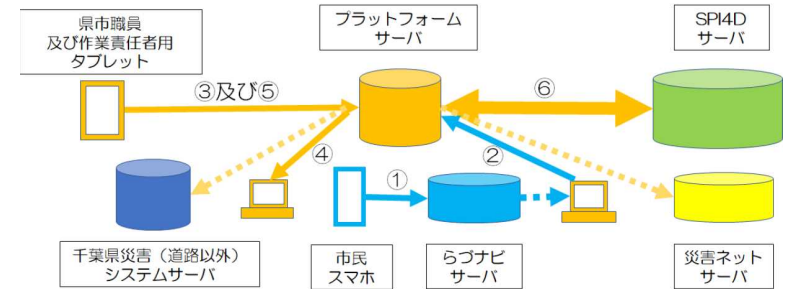 県市職員
及び作業責任者用
タブレット
プラットフォーム
サーバ
SPI4D
サーバ
③及び⑤
⑥
④
②
①
千葉県災害（道路以外）
システムサーバ
市民
スマホ
らづナビ
サーバ
災害ネット
サーバ